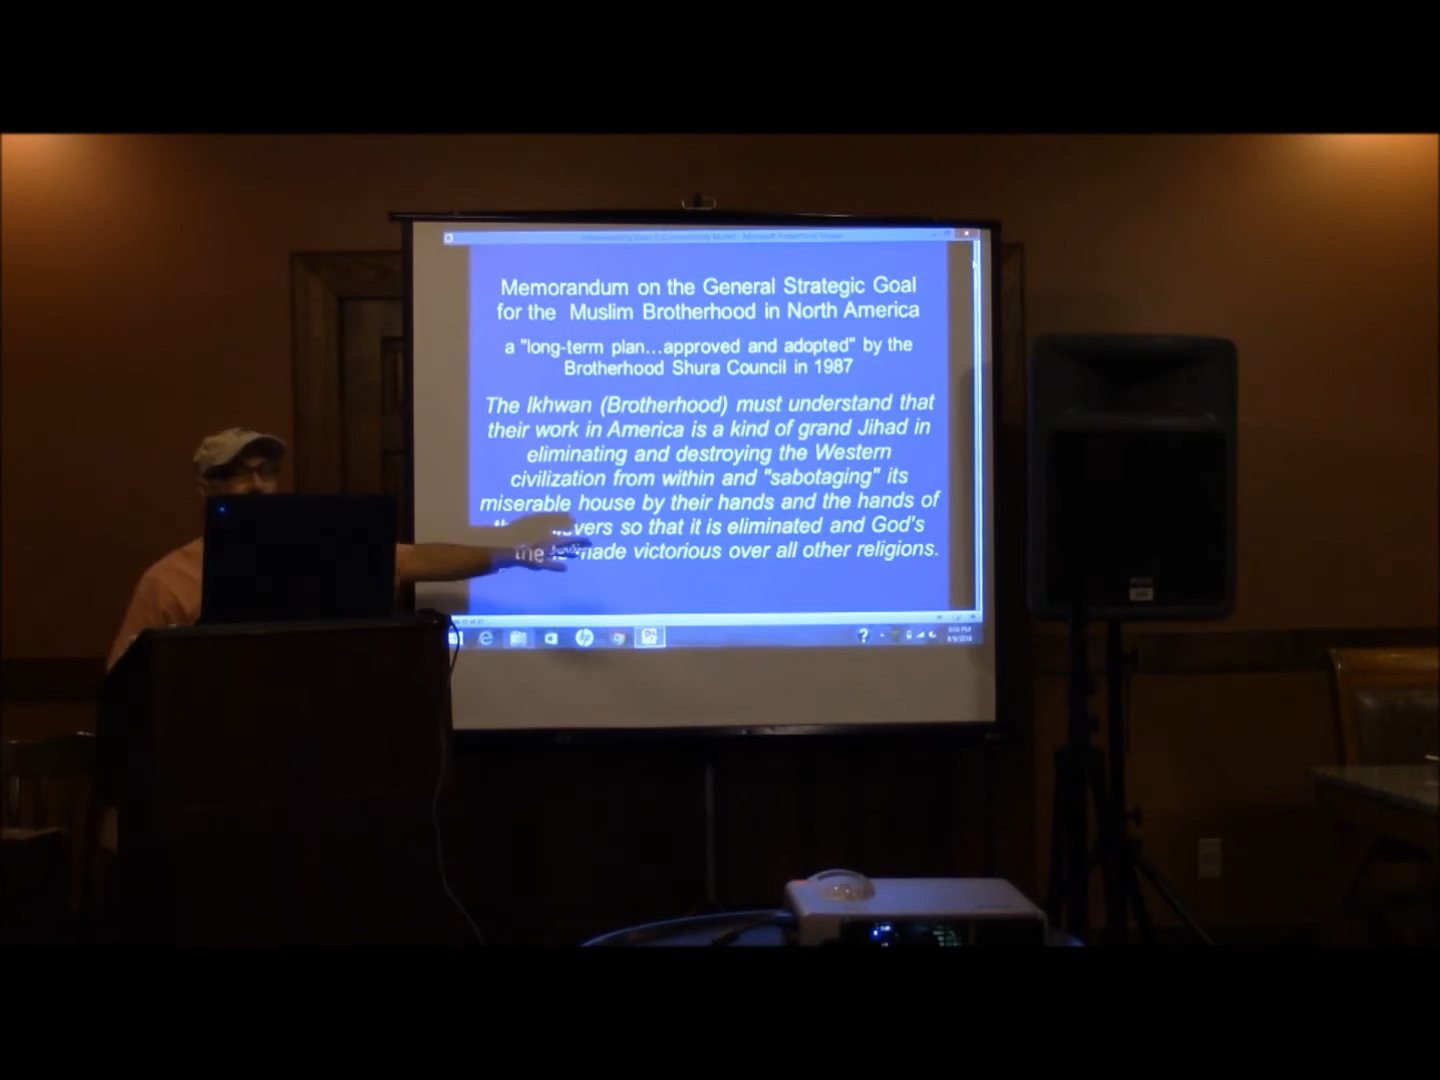 Memorandum on the General Strategic Goal
for the Muslim Brotherhood in North America
a "long-term plan...approved and adopted" by the
Brotherhood Shura Council in 1987
The Ikhwan (Brotherhood) must understand that
their work in America is a kind of grand Jihad in
eliminating and destroying the Western
civilization from within and "sabotaging" its
miserable house by their hands and the hands of
so that it is eliminated and God's
made victorious over all other religions.